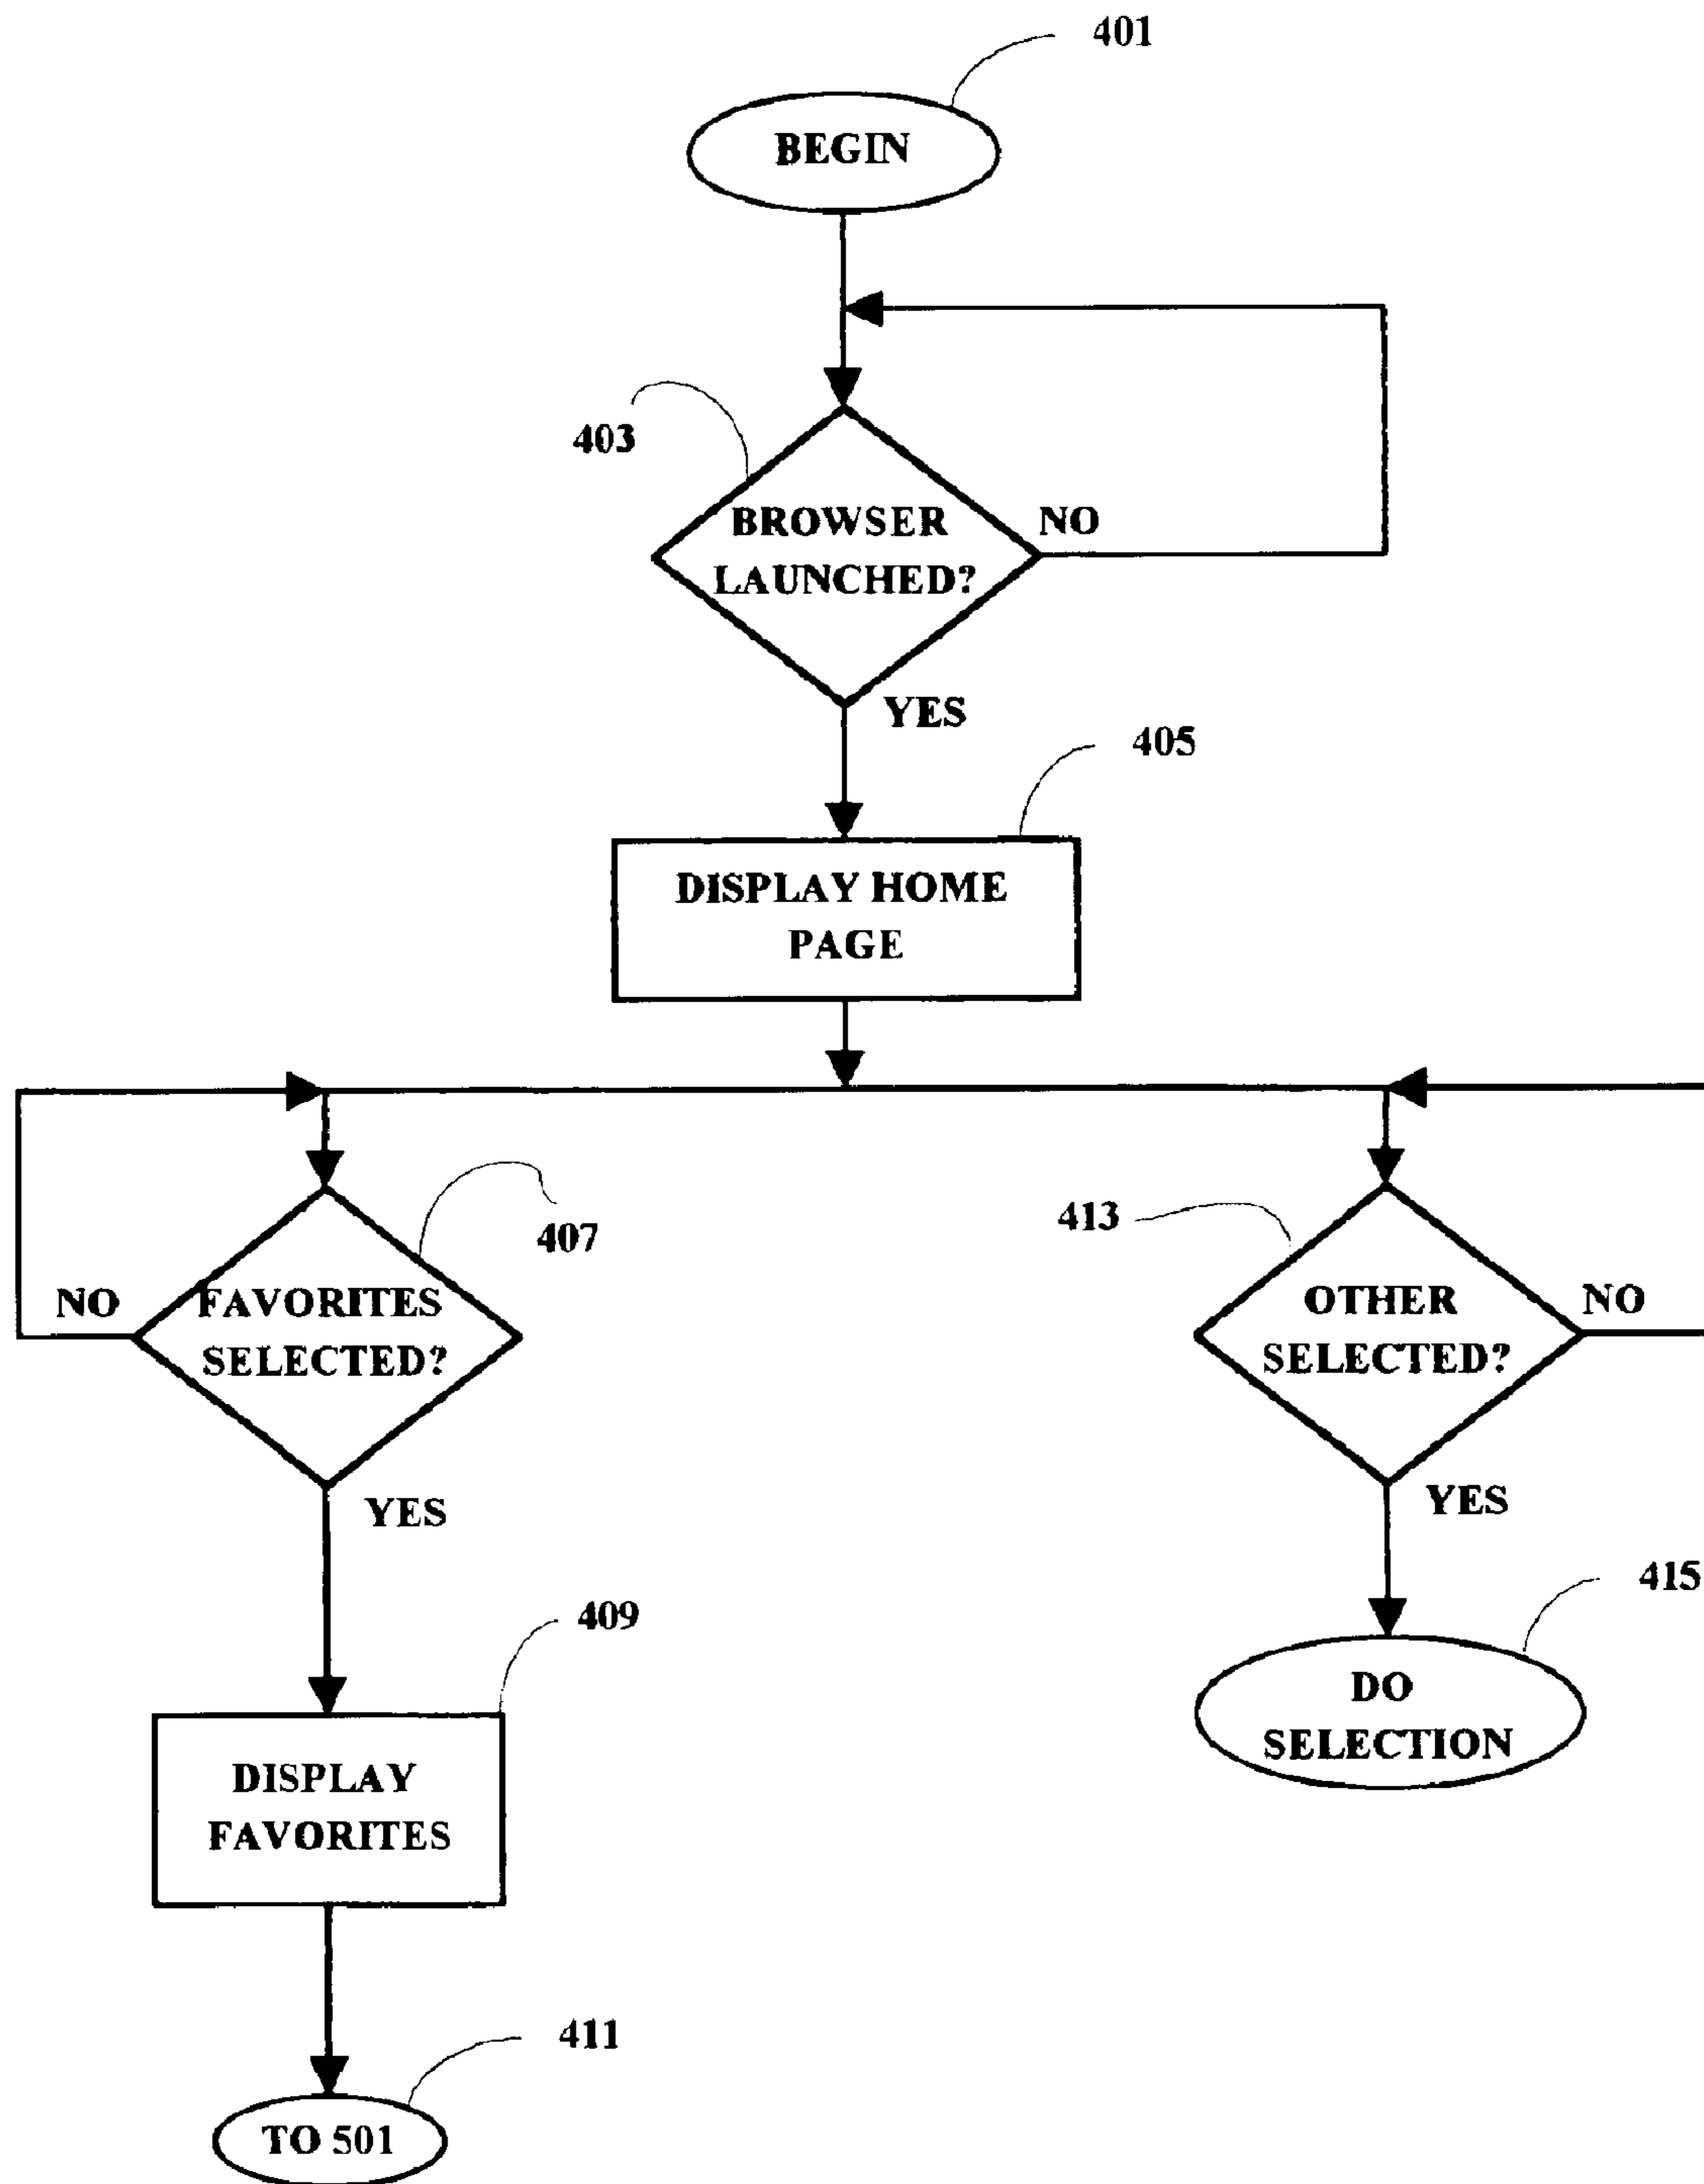 401
BEGIN
403
BROWSER
LAUNCHED?
NO
YES
405
DISPLAY HOME
PAGE
407
NO
FAVORITES
SELECTED?
YES
413
OTHER
SELECTED?
NO
YES
409
DISPLAY
FAVORITES
415
DO
SELECTION
411
TO 501